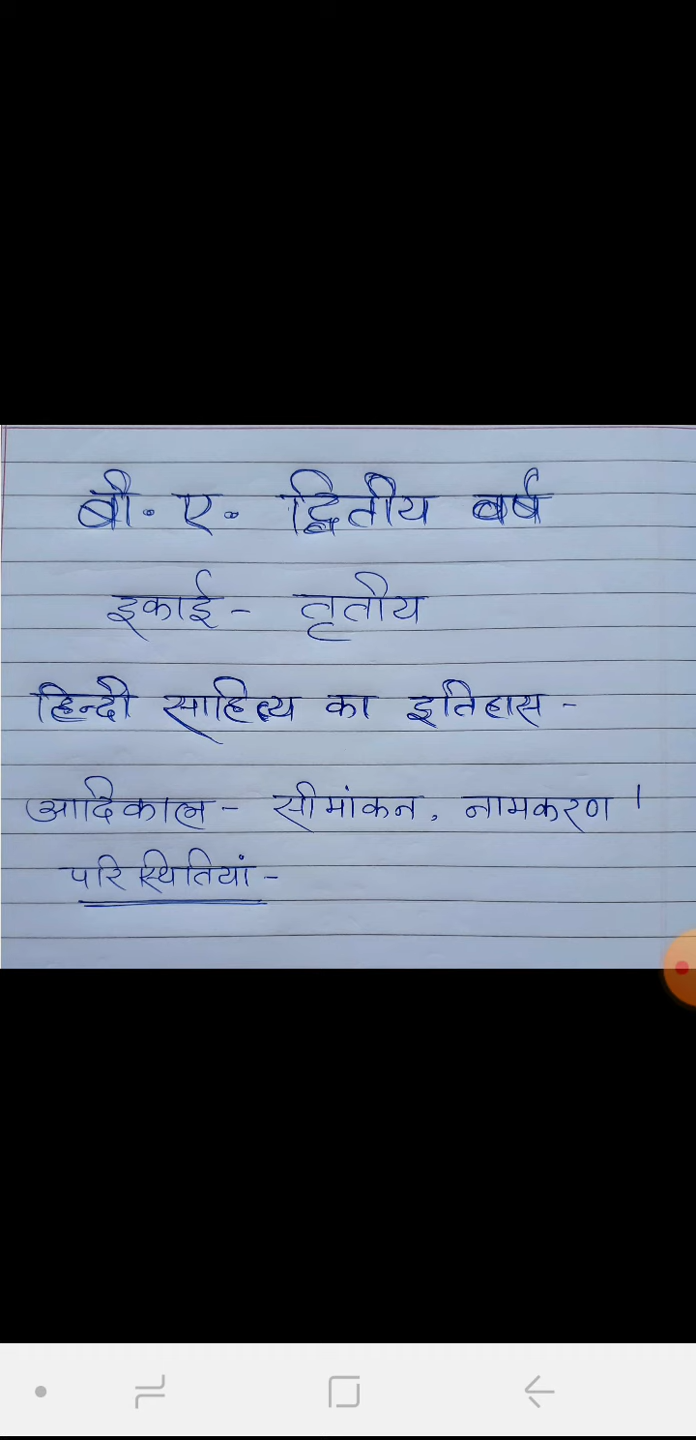 बी. ए. द्वितीय वर्ष
इकाई - तृतीय
हिन्दी साहित्य का इतिहास -
आदिकाल - सीमांकन, नामकरण ।
परिस्थितियां -